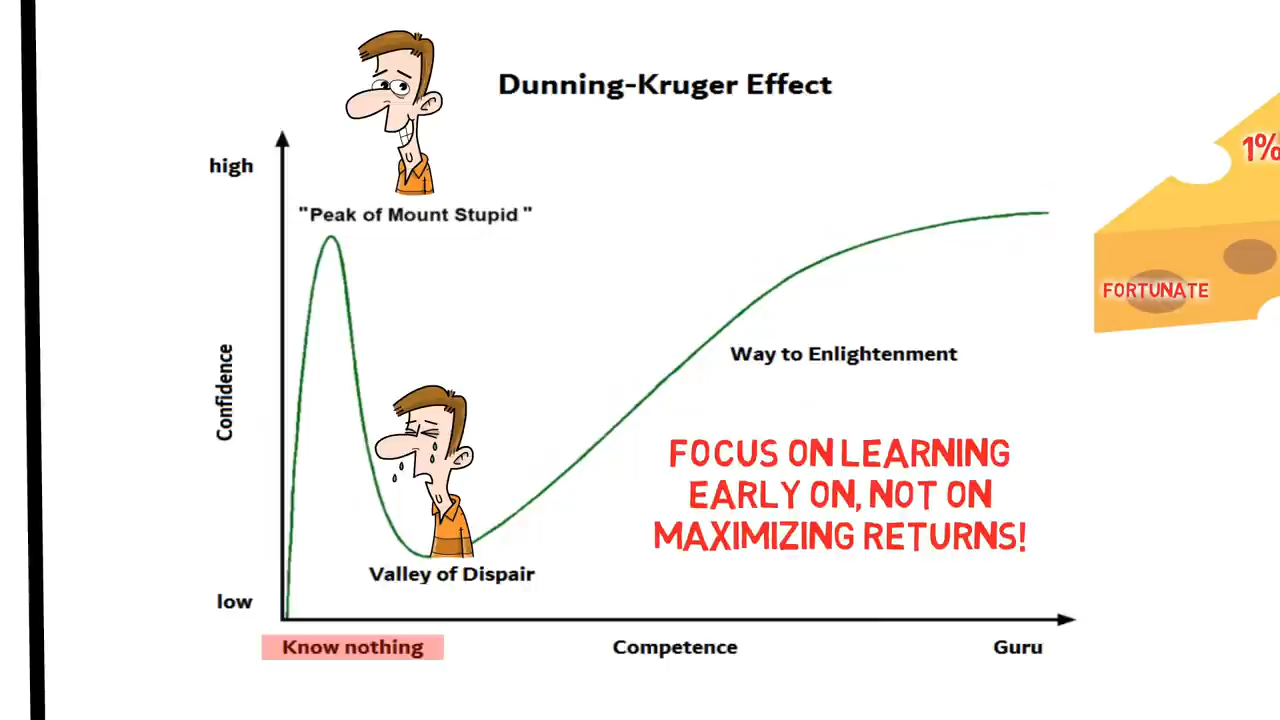 Dunning-Kruger Effect
1%
high
"Peak of Mount Stupid "
FORTUNATE
Way to Enlightenment
Confidence
FOCUS ON LEARNING
EARLY ON, NOT ON
MAXIMIZING RETURNS!
Valley of Dispair
low
Know nothing
Competence
Guru